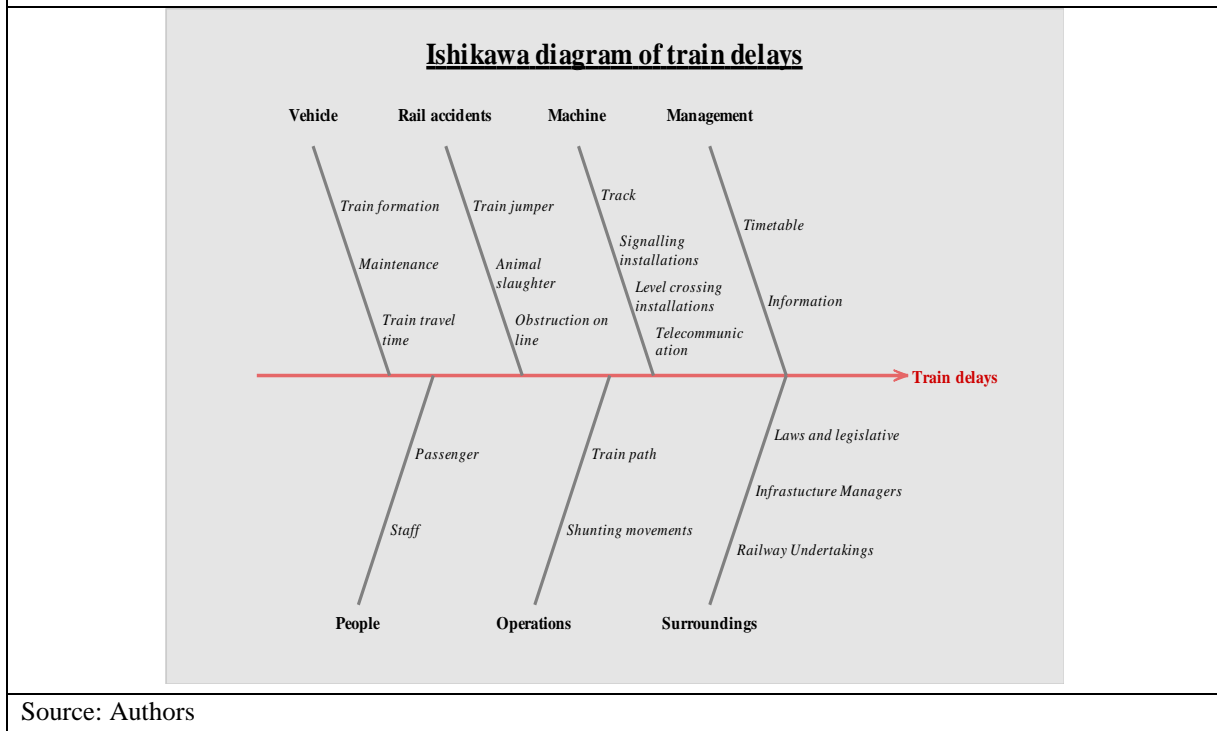 Ishikawa diagram of train delays
Vehicle
Rail accidents
Machine
Management
Train formation
Maintenance
Train travel
time
Train jumper
Animal
slaughter
Obstruction on
line
Track
Signalling
installations
Level crossing
installations
Telecommunic
ation
Timetable
Information
Train delays
Passenger
Staff
Train path
Shunting movements
Laws and legislative
Infrastucture Managers
Railway Undertakings
People
Operations
Surroundings
Source: Authors